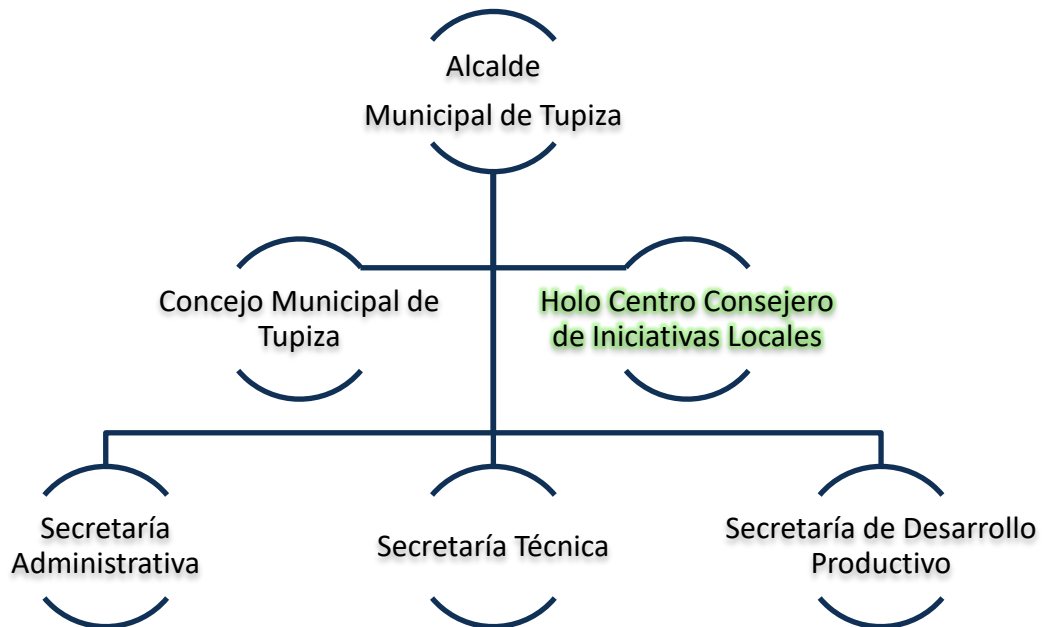 Alcalde
Municipal de Tupiza
Concejo Municipal de
Tupiza
Holo Centro Consejero
de Iniciativas Locales
Secretaría
Administrativa
Secretaría Técnica
Secretaría de Desarrollo
Productivo